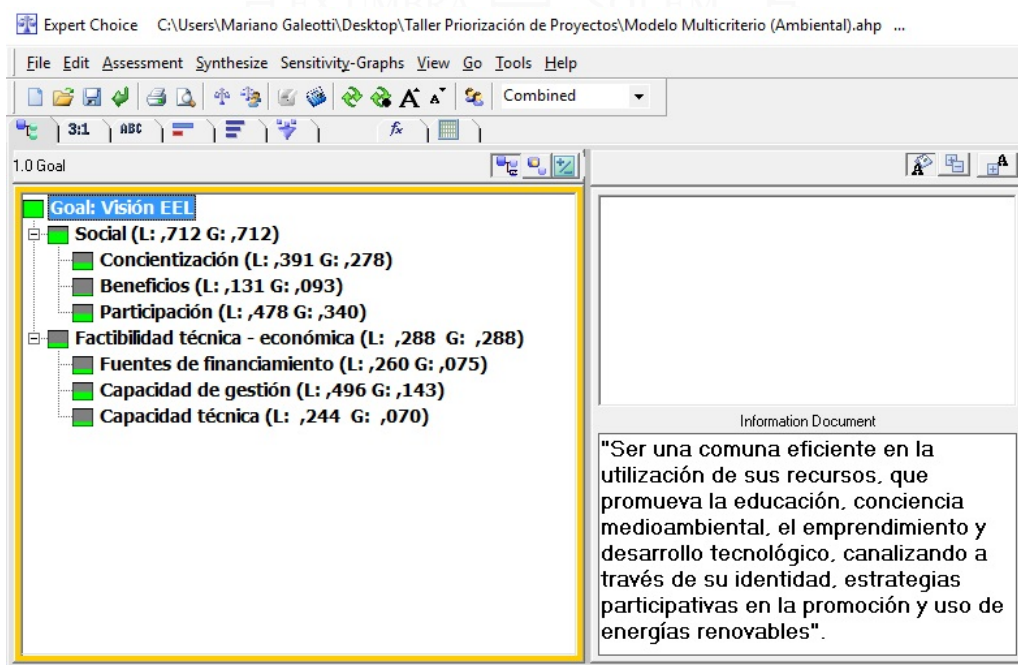 Expert Choice C:\Users\Mariano Galeotti\Desktop\Taller Priorización de Proyectos\Modelo Multicriterio (Ambiental).ahp ...
File Edit Assessment Synthesize Sensitivity-Graphs View Go Tools Help
Combined
3:1 ABC fx
1.0 Goal
Goal: Visión EEL
Social (L: ,712 G: ,712)
Concientización (L: ,391 G: ,278)
Beneficios (L: ,131 G: ,093)
Participación (L: ,478 G: ,340)
Factibilidad técnica - económica (L: ,288 G: ,288)
Fuentes de financiamiento (L: ,260 G: ,075)
Capacidad de gestión (L: ,496 G: ,143)
Capacidad técnica (L: ,244 G: ,070)
Information Document
"Ser una comuna eficiente en la
utilización de sus recursos, que
promueva la educación, conciencia
medioambiental, el emprendimiento y
desarrollo tecnológico, canalizando a
través de su identidad, estrategias
participativas en la promoción y uso de
energías renovables".